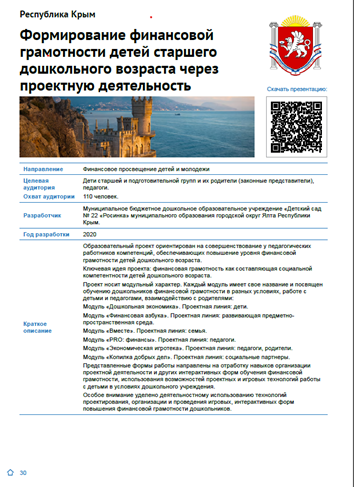 Республика Крым
Формирование финансовой
грамотности детей старшего
дошкольного возраста через
проектную деятельность
Скачать презентацию:
Направление Финансовое просвещение детей и молодежи
Целевая аудитория Дети старшей и подготовительной групп и их родители (законные представители),
педагоги.
Охват аудитории 110 человек.
Разработчик Муниципальное бюджетное дошкольное образовательное учреждение «Детский сад
№ 22 «Росинка» муниципального образования городской округ Ялта Республики
Крым.
Год разработки 2020
Краткое описание
Образовательный проект ориентирован на совершенствование у педагогических
работников компетенций, обеспечивающих повышение уровня финансовой
грамотности детей дошкольного возраста.
Ключевая идея проекта: финансовая грамотность как составляющая социальной
компетентности детей дошкольного возраста.
Проект носит модульный характер. Каждый модуль имеет свое название и посвящен
обучению дошкольников финансовой грамотности в разных условиях, работе с
детьми и педагогами, взаимодействию с родителями:
Модуль «Дошкольная экономика». Проектная линия: дети.
Модуль «Финансовая азбука». Проектная линия: развивающая предметно-
пространственная среда.
Модуль «Вместе». Проектная линия: семья.
Модуль «PRO: финансы». Проектная линия: педагоги.
Модуль «Экономическая игротека». Проектная линия: педагоги, родители.
Модуль «Копилка добрых дел». Проектная линия: социальные партнеры.
Представленные формы работы направлены на отработку навыков организации
проектной деятельности и других интерактивных форм обучения финансовой
грамотности, использования возможностей проектных и игровых технологий работы
с детьми в условиях дошкольного учреждения.
Особое внимание уделено деятельностному использованию технологий
проектирования, организации и проведения игровых, интерактивных форм
повышения финансовой грамотности дошкольников.
30